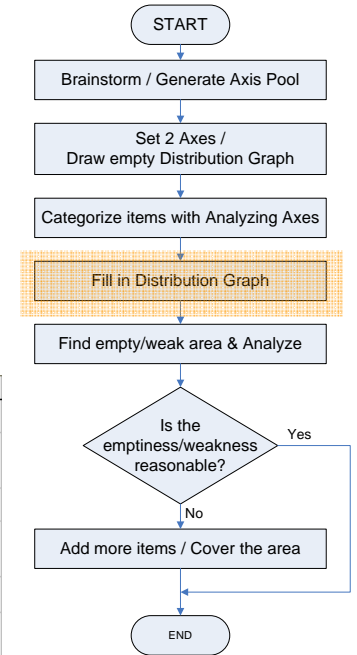 START
Brainstorm / Generate Axis Pool
Set 2 Axes /
Draw empty Distribution Graph
Categorize items with Analyzing Axes
Fill in Distribution Graph
Find empty/weak area & Analyze
Is the
emptiness/weakness
reasonable?
Yes
No
Add more items / Cover the area
END